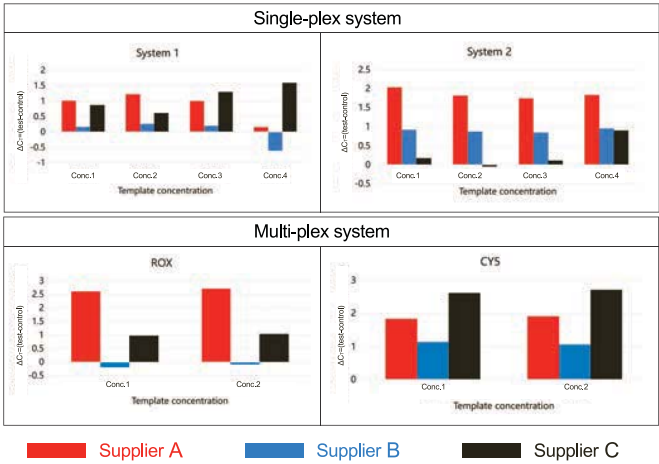 Single-plex system
System 1
2
1.5
1
0.5
0
-0.5
-1
ΔCₜ=(test-control)
Conc.1 Conc.2 Conc.3 Conc.4
Template concentration
System 2
2.5
2
1.5
1
0.5
0
-0.5
ΔCₜ=(test-control)
Conc.1 Conc.2 Conc.3 Conc.4
Template concentration
Multi-plex system
ROX
3
2.5
2
1.5
1
0.5
0
-0.5
ΔCₜ=(test-control)
Conc.1 Conc.2
Template concentration
CY5
3
2
1
0
ΔCₜ=(test-control)
Conc.1 Conc.2
Template concentration
Supplier A Supplier B Supplier C